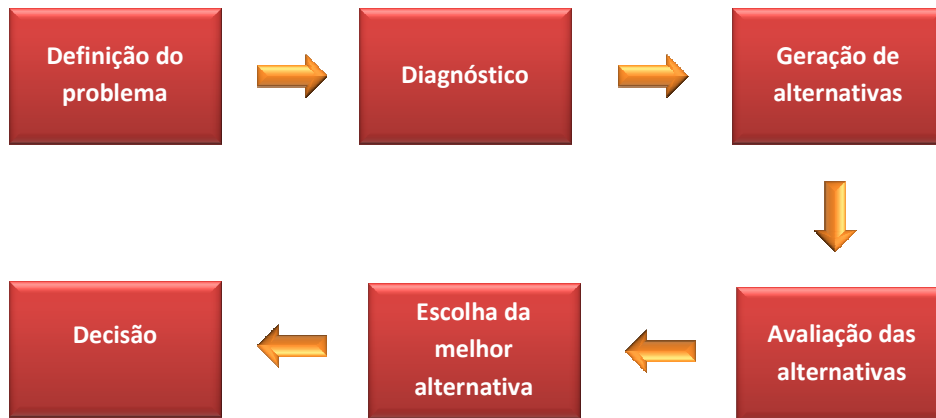 Definição do
problema
Diagnóstico
Geração de
alternativas
Avaliação das
alternativas
Escolha da
melhor
alternativa
Decisão